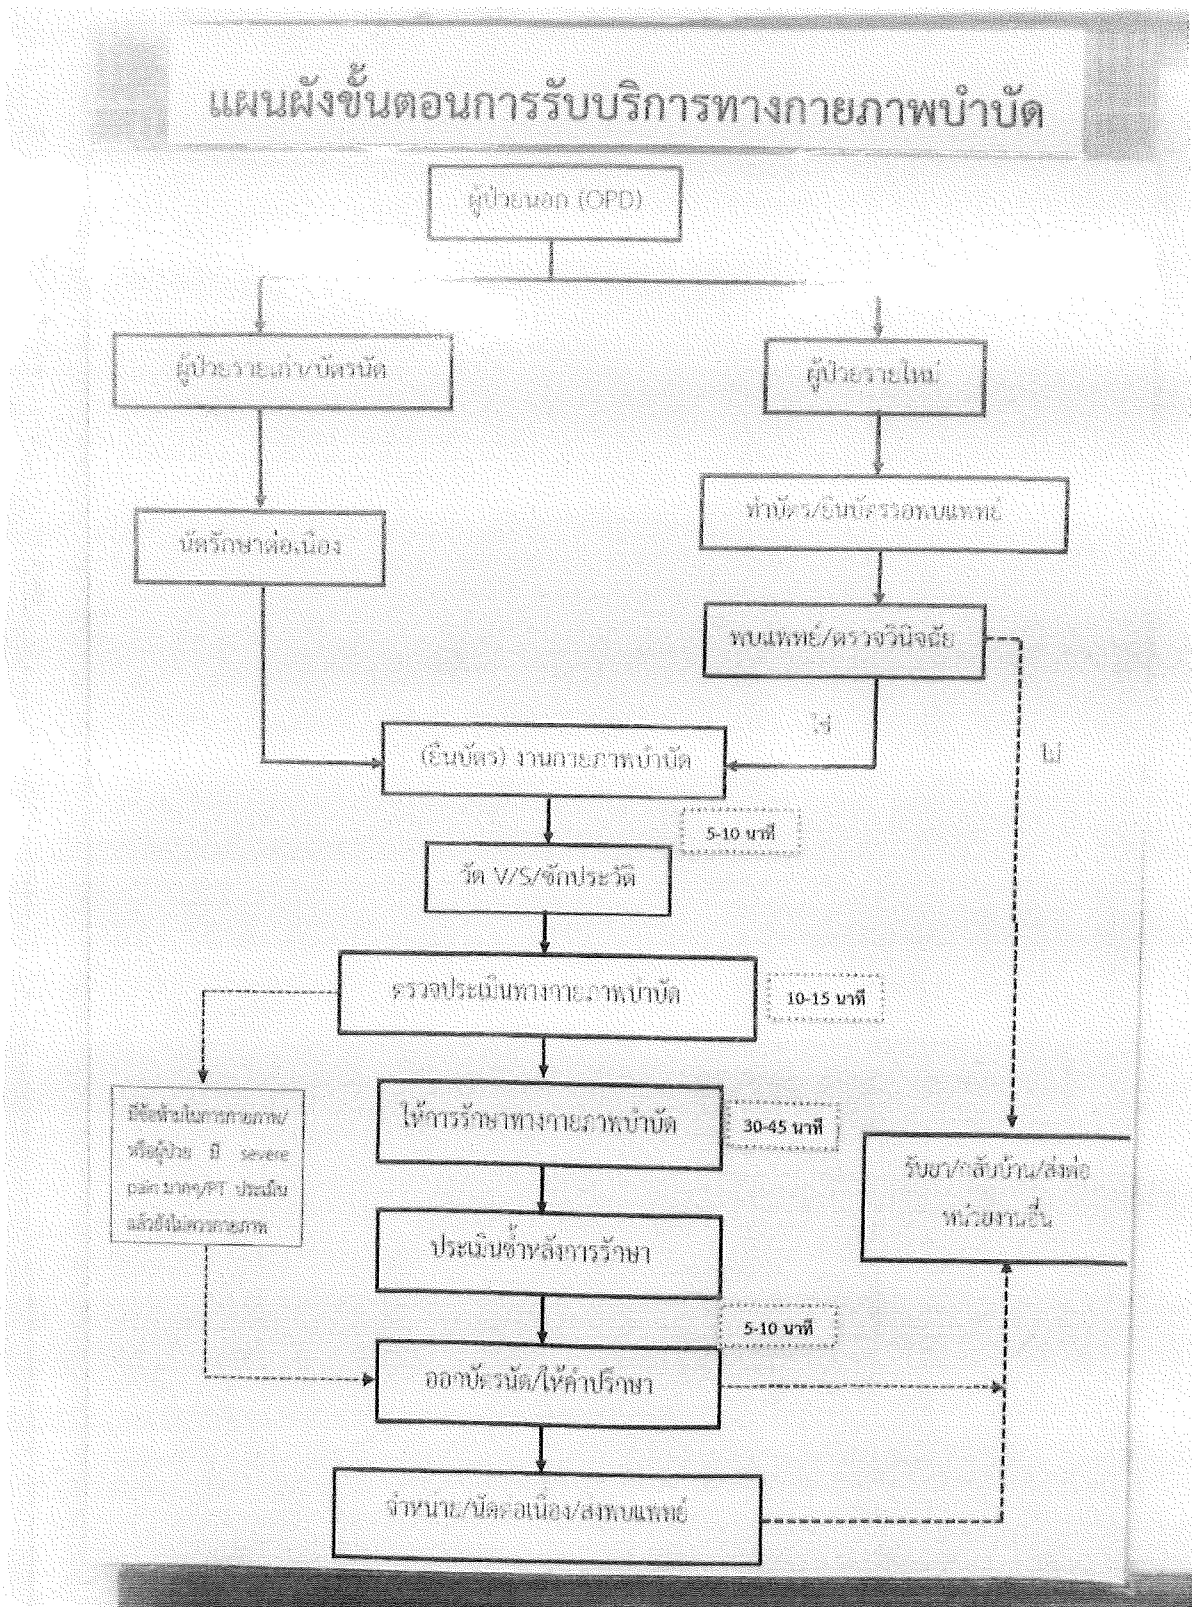 แผนผังขั้นตอนการรับบริการทางกายภาพบำบัด
ผู้ป่วยนอก (OPD)
ผู้ป่วยรายเก่า/บัตรนัด
ผู้ป่วยรายใหม่
ทำบัตร/ยื่นบัตรรอพบแพทย์
นัดรักษาต่อเนื่อง
พบแพทย์/ตรวจวินิจฉัย
ใช่
ไม่
(ยื่นบัตร) งานกายภาพบำบัด
5-10 นาที
วัด V/S/ซักประวัติ
ตรวจประเมินทางกายภาพบำบัด
10-15 นาที
มีข้อห้ามในการกายภาพ/
หรือผู้ป่วย มี severe
pain มากๆ/PT ประเมิน
แล้วยังไม่ควรกายภาพ
ให้การรักษาทางกายภาพบำบัด
30-45 นาที
รับยา/กลับบ้าน/ส่งต่อ
หน่วยงานอื่น
ประเมินซ้ำหลังการรักษา
5-10 นาที
ออกบัตรนัด/ให้คำปรึกษา
จำหน่าย/นัดต่อเนื่อง/ส่งพบแพทย์